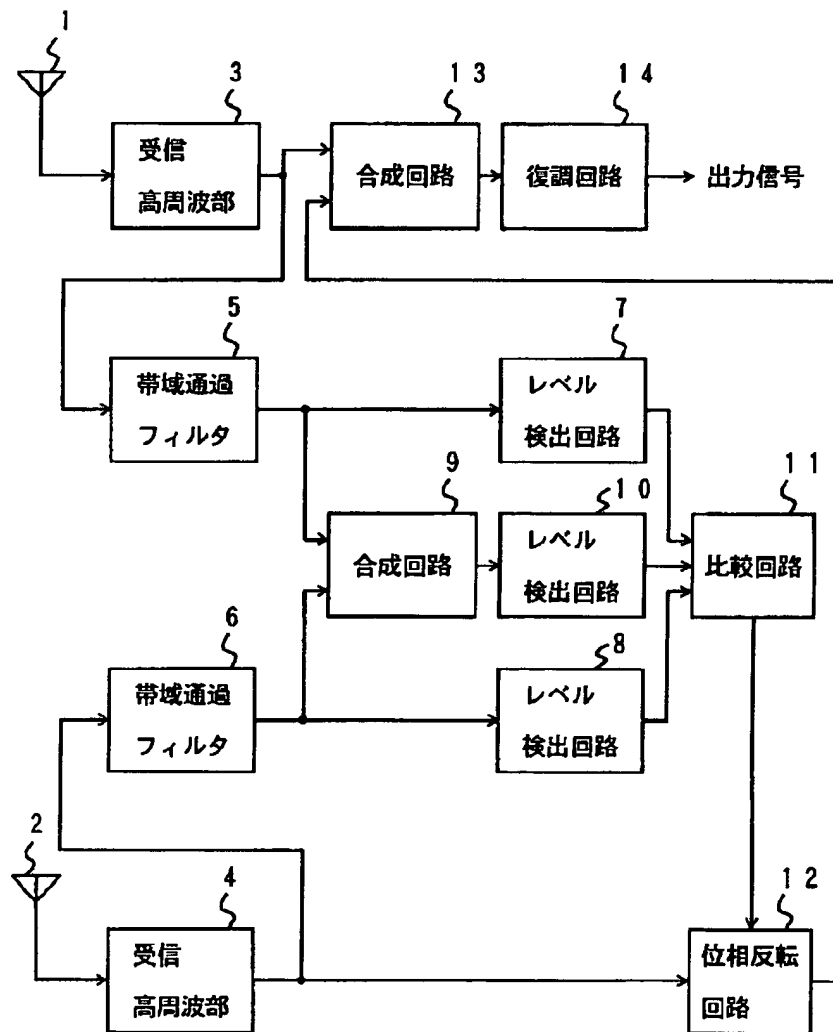 1
3
受信
高周波部
13
合成回路
14
復調回路
出力信号
5
帯域通過
フィルタ
7
レベル
検出回路
9
合成回路
10
レベル
検出回路
11
比較回路
6
帯域通過
フィルタ
8
レベル
検出回路
2
4
受信
高周波部
12
位相反転
回路